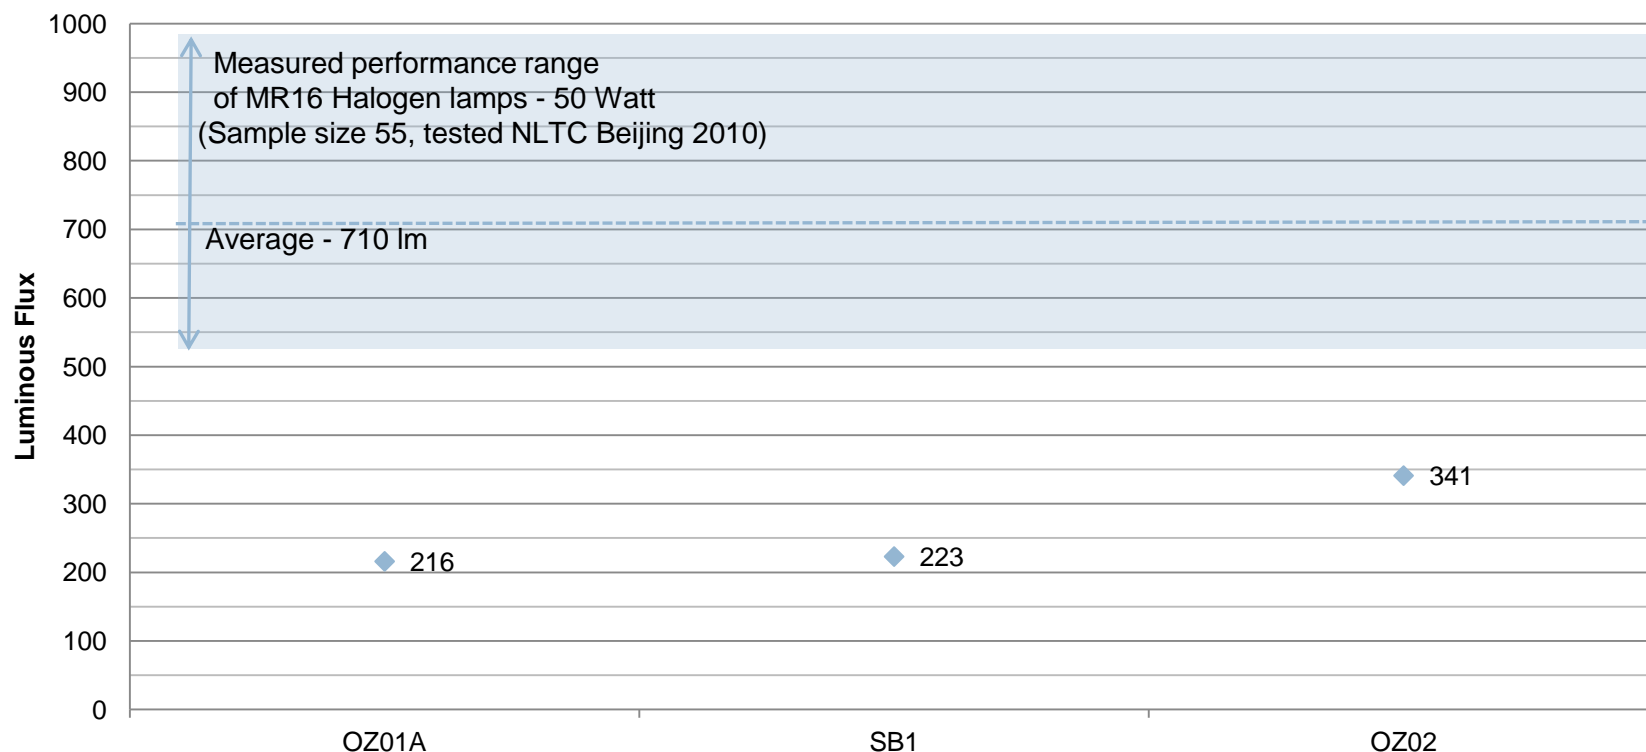 1000
900
800
700
600
500
400
300
200
100
0
Luminous Flux
Measured performance range
of MR16 Halogen lamps - 50 Watt
(Sample size 55, tested NLTC Beijing 2010)
Average - 710 lm
216
223
341
OZ01A
SB1
OZ02